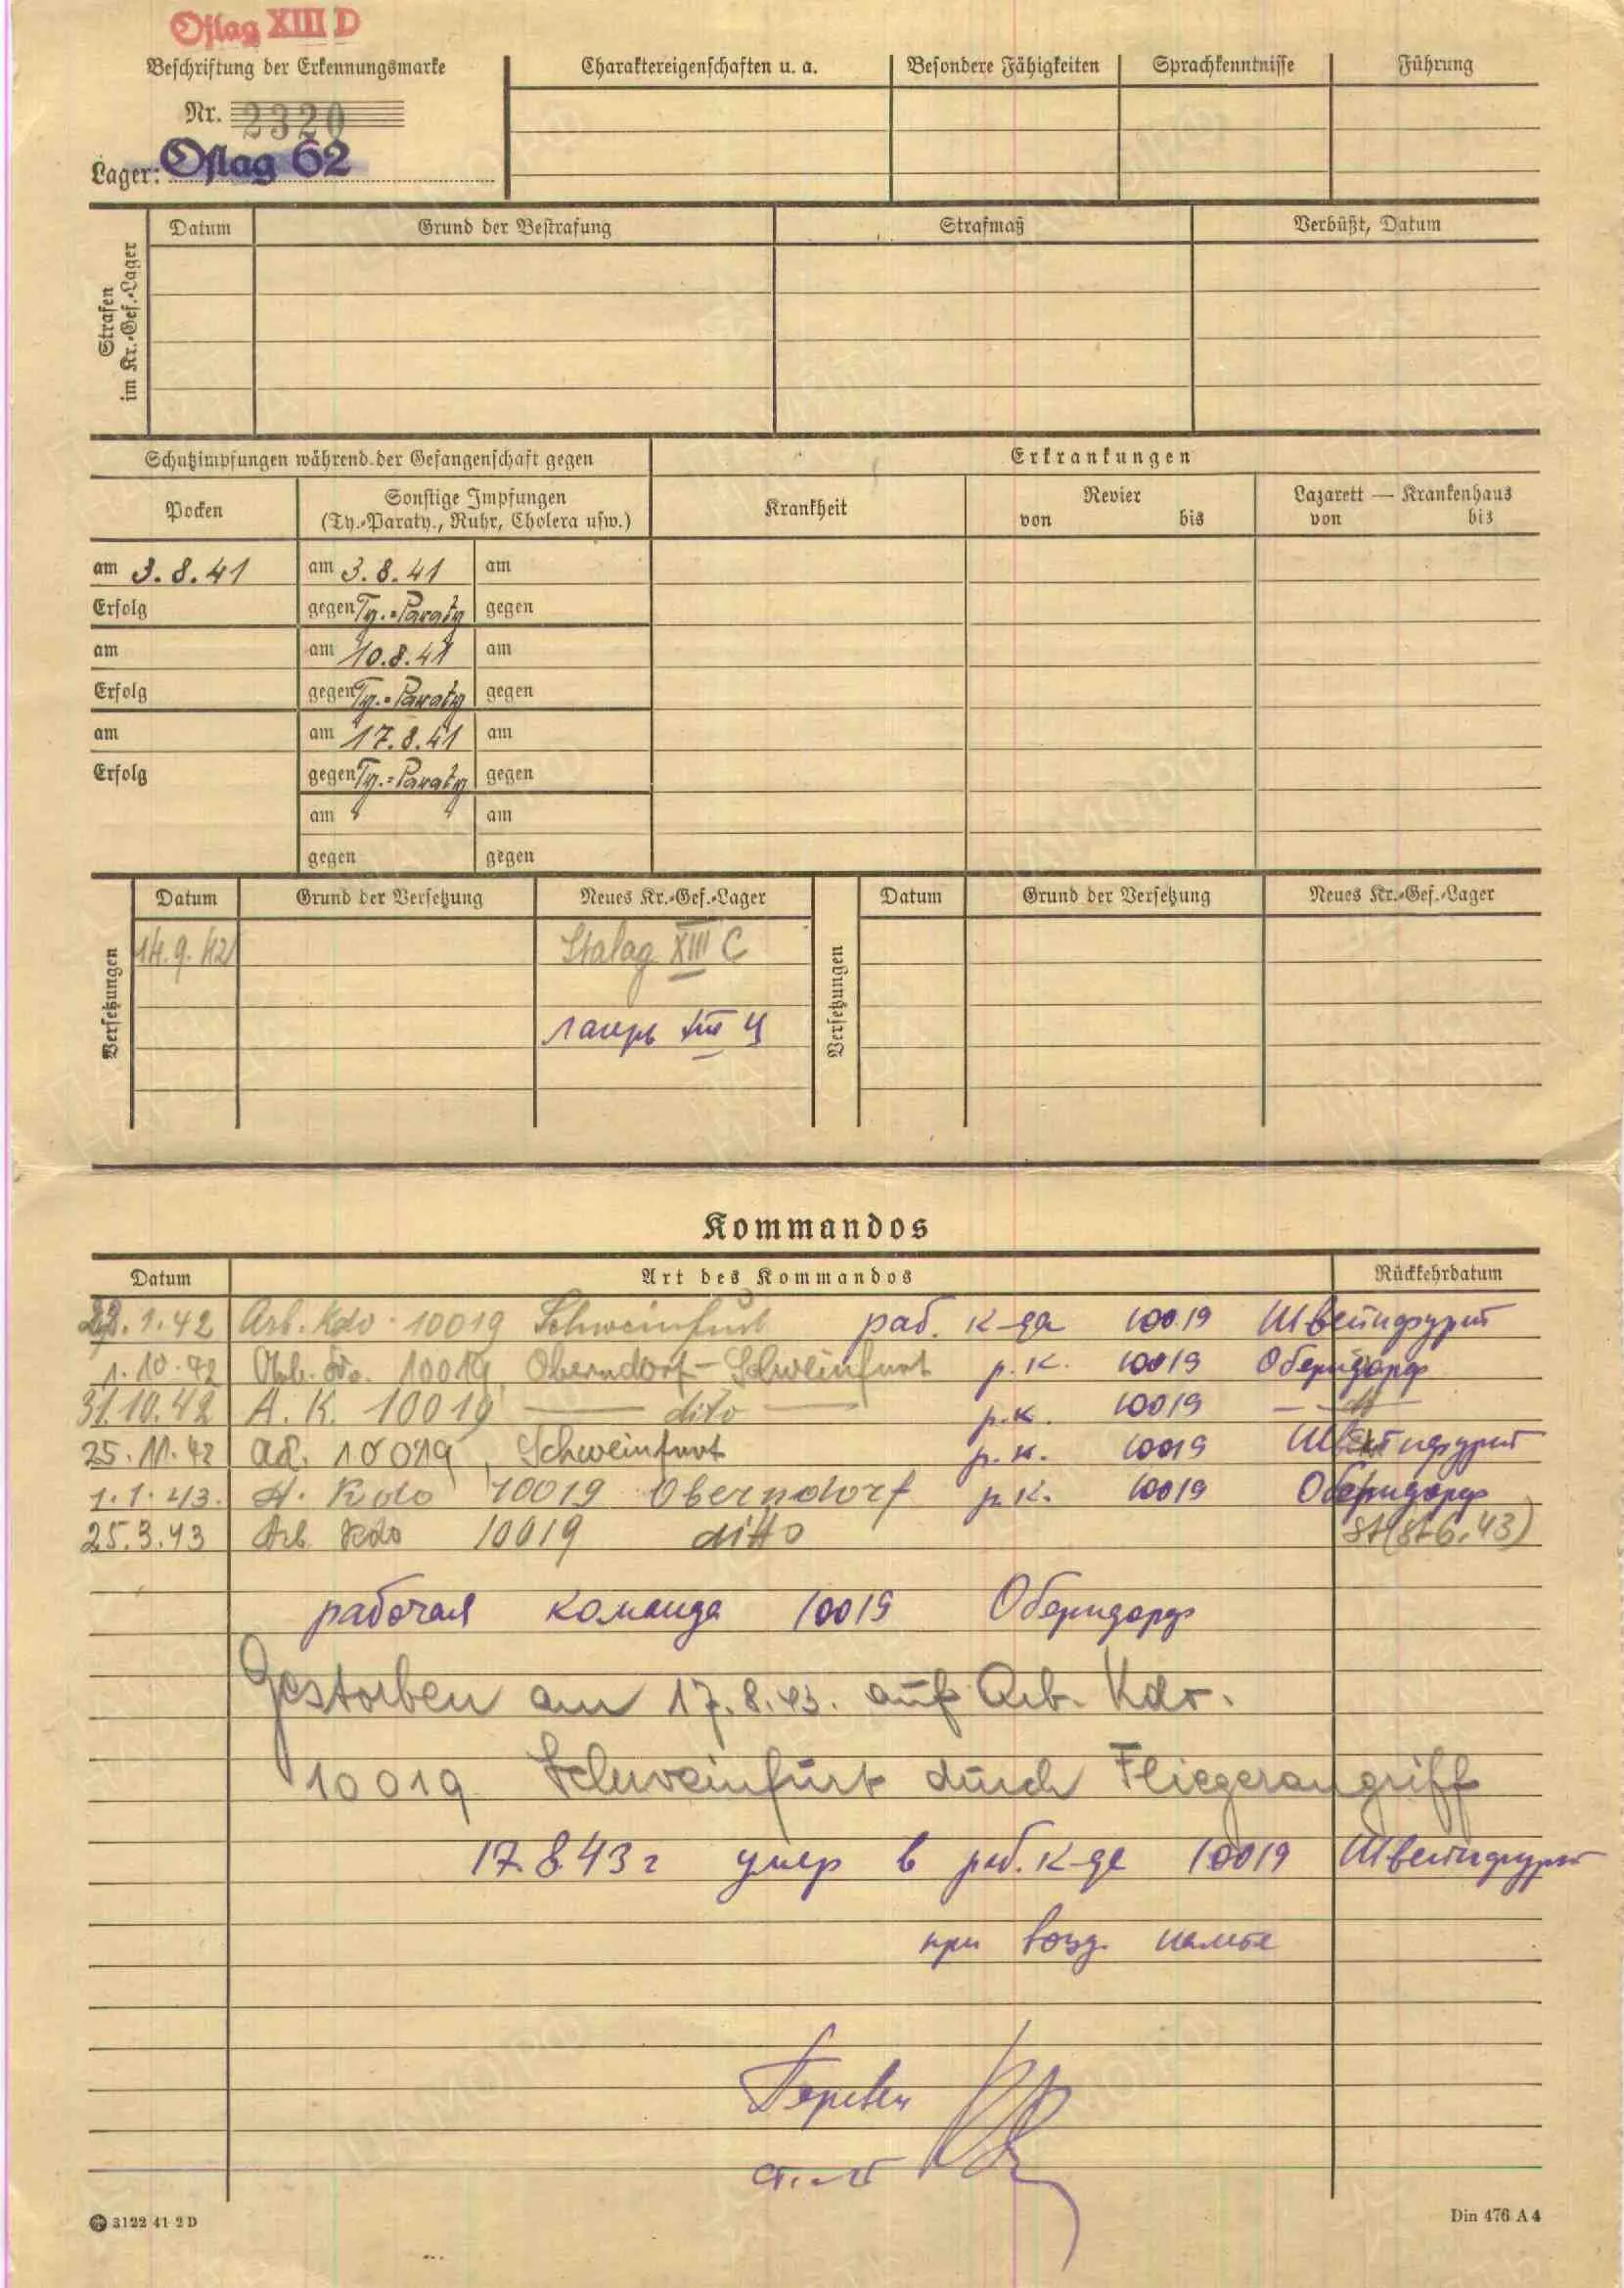 Oflag XIII D
Beschriftung der Erkennungsmarke
Nr. 2320
Lager: Oflag 62
Charaktereigenschaften u. a. Besondere Fähigkeiten Sprachkenntnisse Führung
Strafen im Kr.-Gef.-Lager
Datum Grund der Bestrafung Strafmaß Verbüßt, Datum
Schutzimpfungen während der Gefangenschaft gegen Erkrankungen
Pocken Sonstige Impfungen Krankheit Revier Lazarett — Krankenhaus
(Ty.-Paraty., Ruhr, Cholera usw.) von bis von bis
am 3.8.41 am 3.8.41 am
Erfolg gegen Ty.-Paraty gegen
am am 10.8.41 am
Erfolg gegen Ty.-Paraty gegen
am am 17.8.41 am
Erfolg gegen Ty.-Paraty gegen
am am
gegen gegen
Versetzungen Datum Grund der Versetzung Neues Kr.-Gef.-Lager Versetzungen Datum Grund der Versetzung Neues Kr.-Gef.-Lager
14.9.42 Stalag XIII C
лагерь XIII Ц
Kommandos
Datum Art des Kommandos Rückkehrdatum
.1.42 Arb. Kdo. 10019 Schweinfurt раб. к-да 10019 Швейнфурт
1.10.42 10019 Oberndorf-Schweinfurt р.к. 10019 Оберндорф
31.10.42 A. K. 10019 — dito — р.к. 10019
25.11.42 10019, Schweinfurt р.к. 10019 Швейнфурт
1.1.43. A. Kdo 10019 Oberndorf р.к. 10019 Оберндорф
25.3.43 Arb. Kdo 10019 ditto
рабочая команда 10019 Оберндорф
Gestorben am 17.8.43. auf Arb. Kdo.
10019 Schweinfurt durch Fliegerangriff
17.8.43 г умер в раб. к-де 10019 Швейнфурт
при возд. налете
Перевел
ст. л-т
3122 41 2D Din 476 A 4